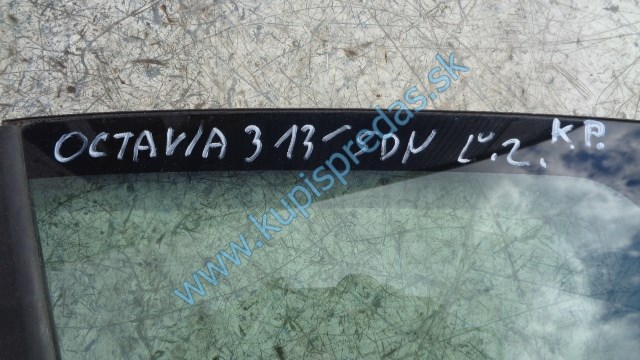 OCTAVIA 3 13- DN Ľ.Z. K.P.
www.kupispredas.sk